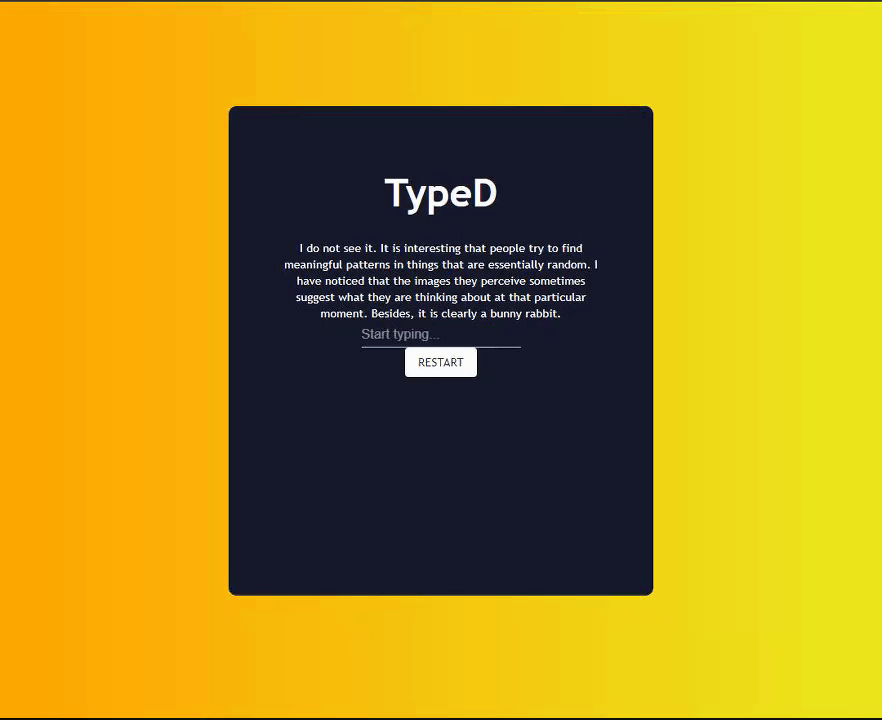 TypeD
I do not see it. It is interesting that people try to find
meaningful patterns in things that are essentially random. I
have noticed that the images they perceive sometimes
suggest what they are thinking about at that particular
moment. Besides, it is clearly a bunny rabbit.
Start typing...
RESTART